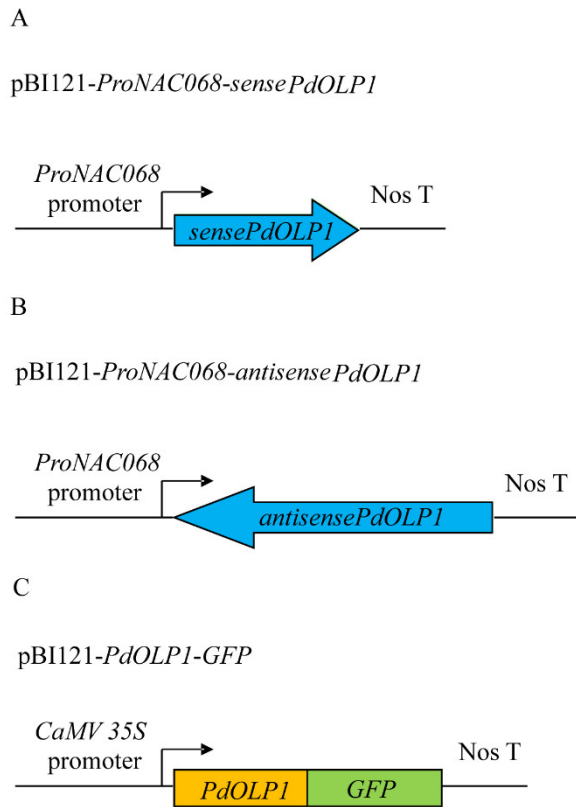 A
pBI121-ProNAC068-sensePdOLP1
ProNAC068
promoter
Nos T
sensePdOLP1
B
pBI121-ProNAC068-antisensePdOLP1
ProNAC068
promoter
Nos T
antisensePdOLP1
C
pBI121-PdOLP1-GFP
CaMV 35S
promoter
Nos T
PdOLP1 GFP